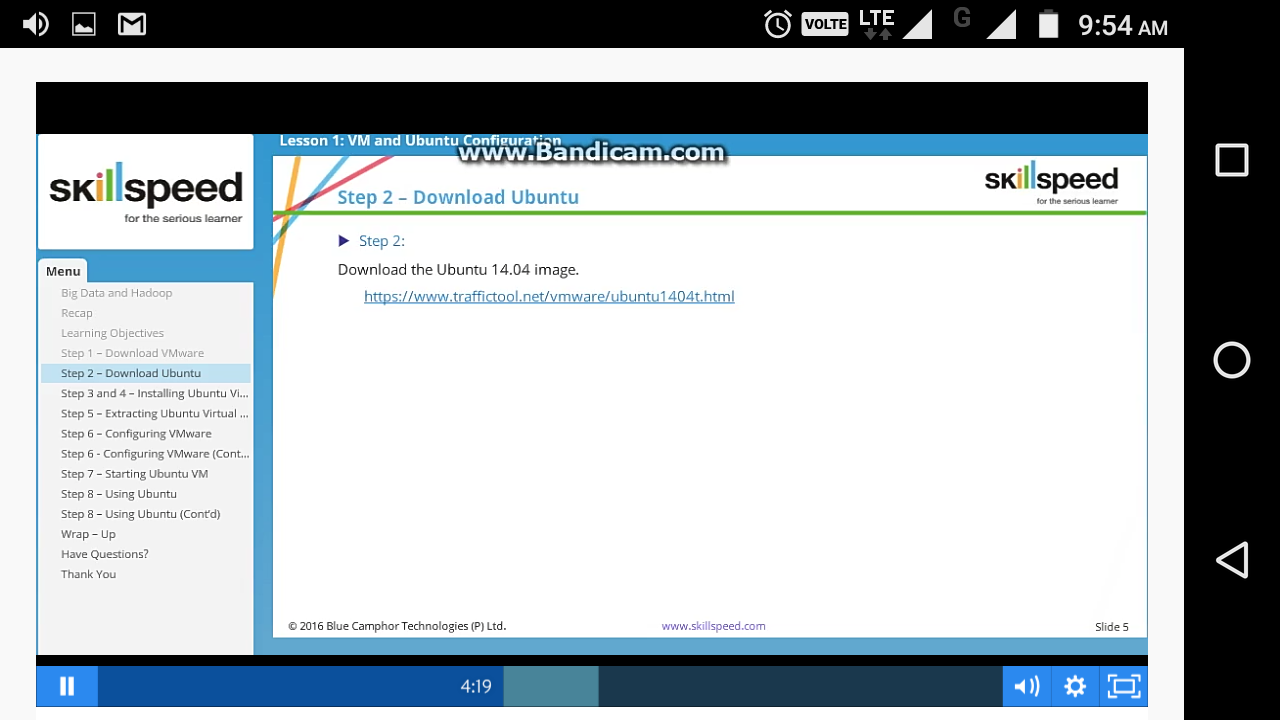 VOLTE LTE G 9:54 AM
Lesson 1: VM and Ubuntu Configuration
www.Bandicam.com
skillspeed
for the serious learner
skillspeed
for the serious learner
Step 2 – Download Ubuntu
Step 2:
Download the Ubuntu 14.04 image.
https://www.traffictool.net/vmware/ubuntu1404t.html
Menu
Big Data and Hadoop
Recap
Learning Objectives
Step 1 – Download VMware
Step 2 – Download Ubuntu
Step 3 and 4 – Installing Ubuntu Vi...
Step 5 – Extracting Ubuntu Virtual ...
Step 6 – Configuring VMware
Step 6 - Configuring VMware (Cont...
Step 7 – Starting Ubuntu VM
Step 8 – Using Ubuntu
Step 8 – Using Ubuntu (Cont'd)
Wrap – Up
Have Questions?
Thank You
© 2016 Blue Camphor Technologies (P) Ltd.
www.skillspeed.com
Slide 5
4:19